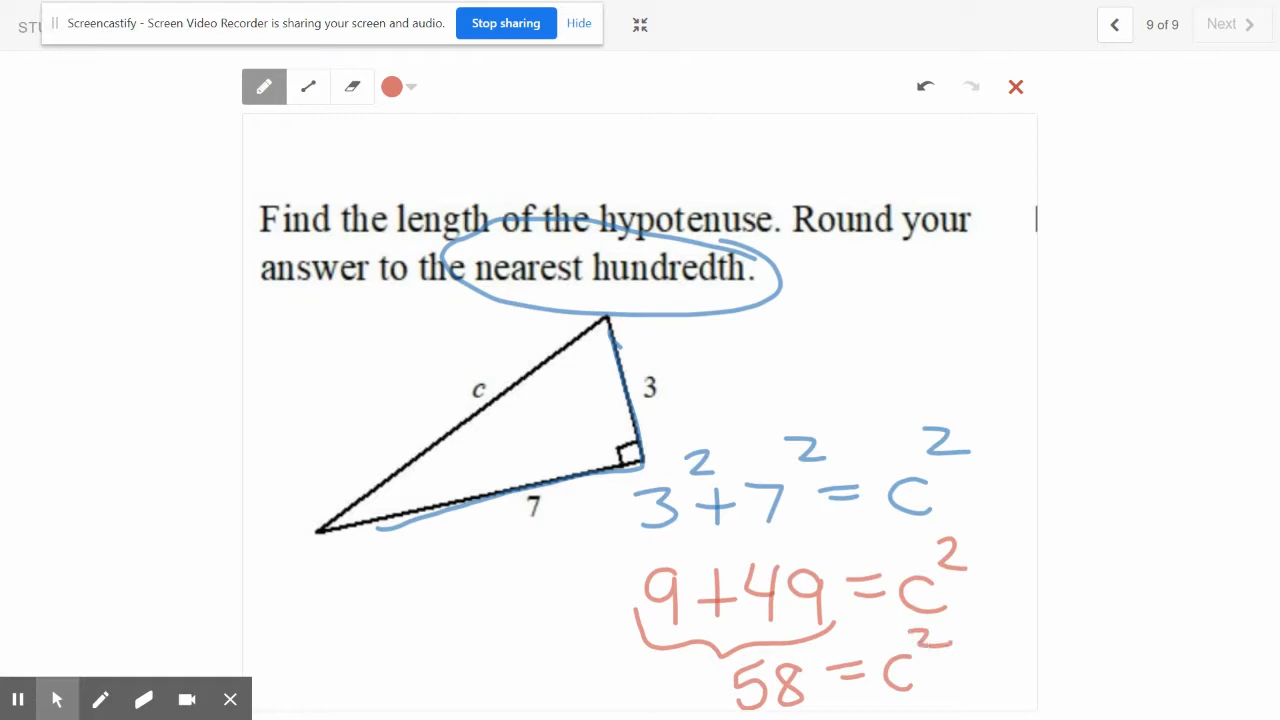 Screencastify - Screen Video Recorder is sharing your screen and audio. Stop sharing Hide
9 of 9 Next
Find the length of the hypotenuse. Round your
answer to the nearest hundredth.
c
3
7
3² + 7² = c²
9 + 49 = c²
58 = c²